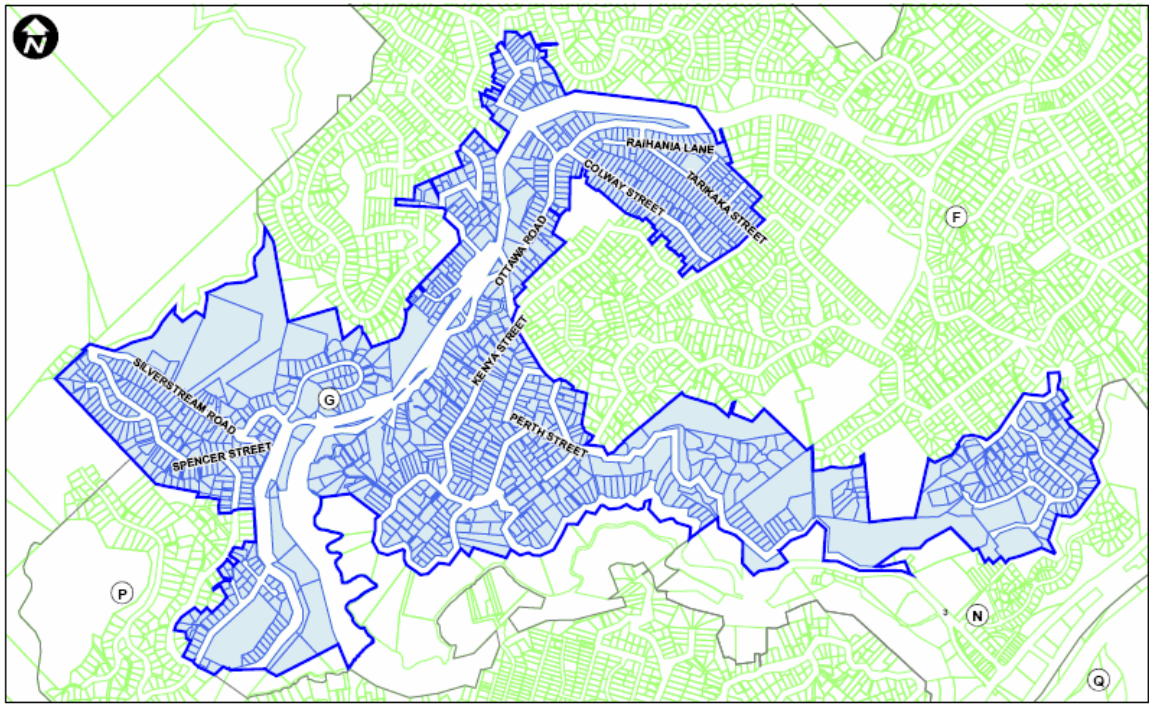 N
RAIHANIA LANE
COLWAY STREET
TARIKAKA STREET
F
OTTAWA ROAD
KENYA STREET
SILVERSTREAM ROAD
G
PERTH STREET
SPENCER STREET
P
3
N
Q